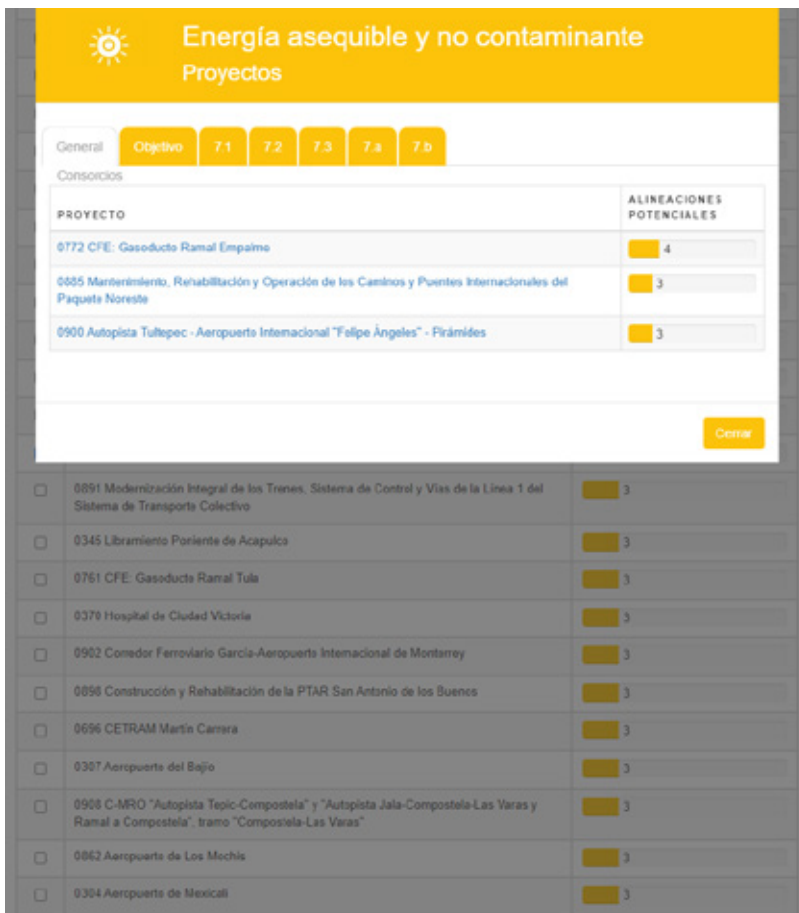 Energía asequible y no contaminante
Proyectos
General
Objetivo
7.1
7.2
7.3
7.a
7.b
Consorcios
PROYECTO
ALINEACIONES
POTENCIALES
0772 CFE: Gasoducto Ramal Empalme
4
0885 Mantenimiento, Rehabilitación y Operación de los Caminos y Puentes Internacionales del
Paquete Noreste
3
0900 Autopista Tultepec - Aeropuerto Internacional "Felipe Ángeles" - Pirámides
3
Cerrar
0891 Modernización Integral de los Trenes, Sistema de Control y Vías de la Línea 1 del
Sistema de Transporte Colectivo
3
0345 Libramiento Poniente de Acapulco
3
0761 CFE: Gasoducto Ramal Tula
3
0370 Hospital de Ciudad Victoria
3
0902 Corredor Ferroviario García-Aeropuerto Internacional de Monterrey
3
0898 Construcción y Rehabilitación de la PTAR San Antonio de los Buenos
3
0696 CETRAM Martín Carrera
3
0307 Aeropuerto del Bajío
3
0908 C-MRO "Autopista Tepic-Compostela" y "Autopista Jala-Compostela-Las Varas y
Ramal a Compostela", tramo "Compostela-Las Varas"
3
0862 Aeropuerto de Los Mochis
3
0304 Aeropuerto de Mexicali
3